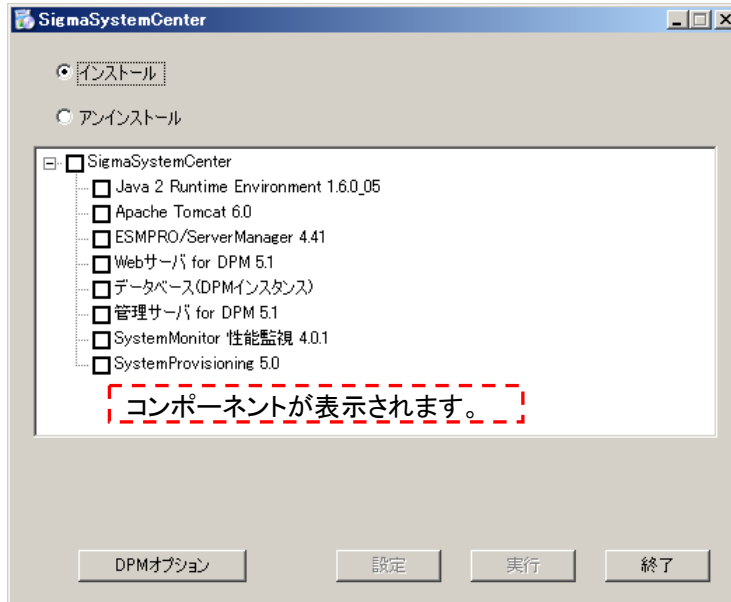 SigmaSystemCenter
インストール
アンインストール
SigmaSystemCenter
Java 2 Runtime Environment 1.6.0_05
Apache Tomcat 6.0
ESMPRO/ServerManager 4.41
Webサーバ for DPM 5.1
データベース(DPMインスタンス)
管理サーバ for DPM 5.1
SystemMonitor 性能監視 4.0.1
SystemProvisioning 5.0
コンポーネントが表示されます。
DPMオプション 設定 実行 終了